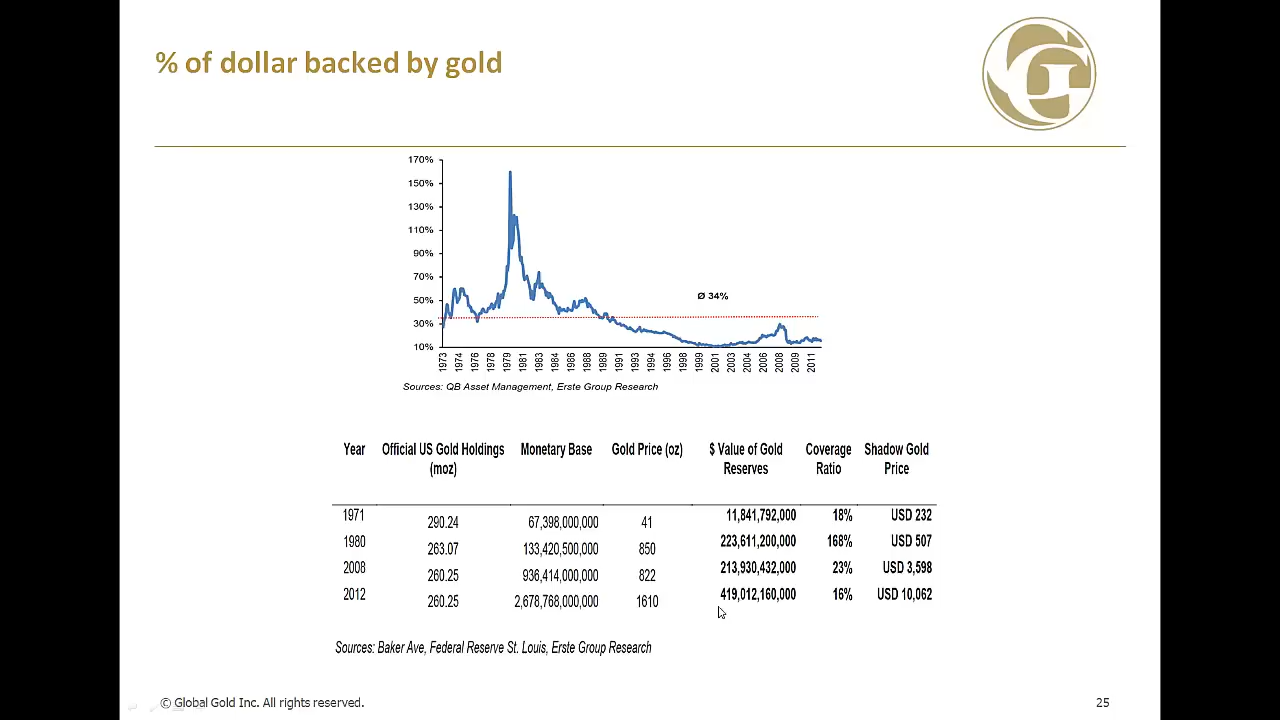 % of dollar backed by gold
170%
150%
130%
110%
90%
70%
50%
30%
10%
Ø 34%
1973 1974 1976 1978 1979 1981 1983 1984 1986 1988 1989 1991 1993 1994 1996 1998 1999 2001 2003 2004 2006 2008 2009 2011
Sources: QB Asset Management, Erste Group Research
Year Official US Gold Holdings Monetary Base Gold Price (oz) $ Value of Gold Coverage Shadow Gold
(moz) Reserves Ratio Price
1971 290.24 67,398,000,000 41 11,841,792,000 18% USD 232
1980 263.07 133,420,500,000 850 223,611,200,000 168% USD 507
2008 260.25 936,414,000,000 822 213,930,432,000 23% USD 3,598
2012 260.25 2,678,768,000,000 1610 419,012,160,000 16% USD 10,062
Sources: Baker Ave, Federal Reserve St. Louis, Erste Group Research
© Global Gold Inc. All rights reserved.
25